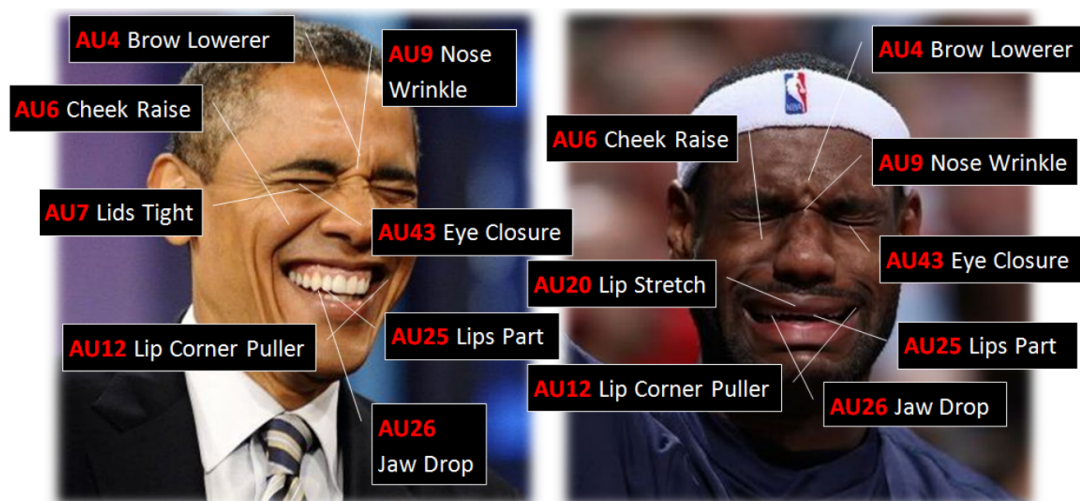 AU4 Brow Lowerer
AU9 Nose
Wrinkle
AU6 Cheek Raise
AU7 Lids Tight
AU43 Eye Closure
AU12 Lip Corner Puller
AU25 Lips Part
AU26
Jaw Drop
AU4 Brow Lowerer
AU6 Cheek Raise
AU9 Nose Wrinkle
AU43 Eye Closure
AU20 Lip Stretch
AU25 Lips Part
AU12 Lip Corner Puller
AU26 Jaw Drop